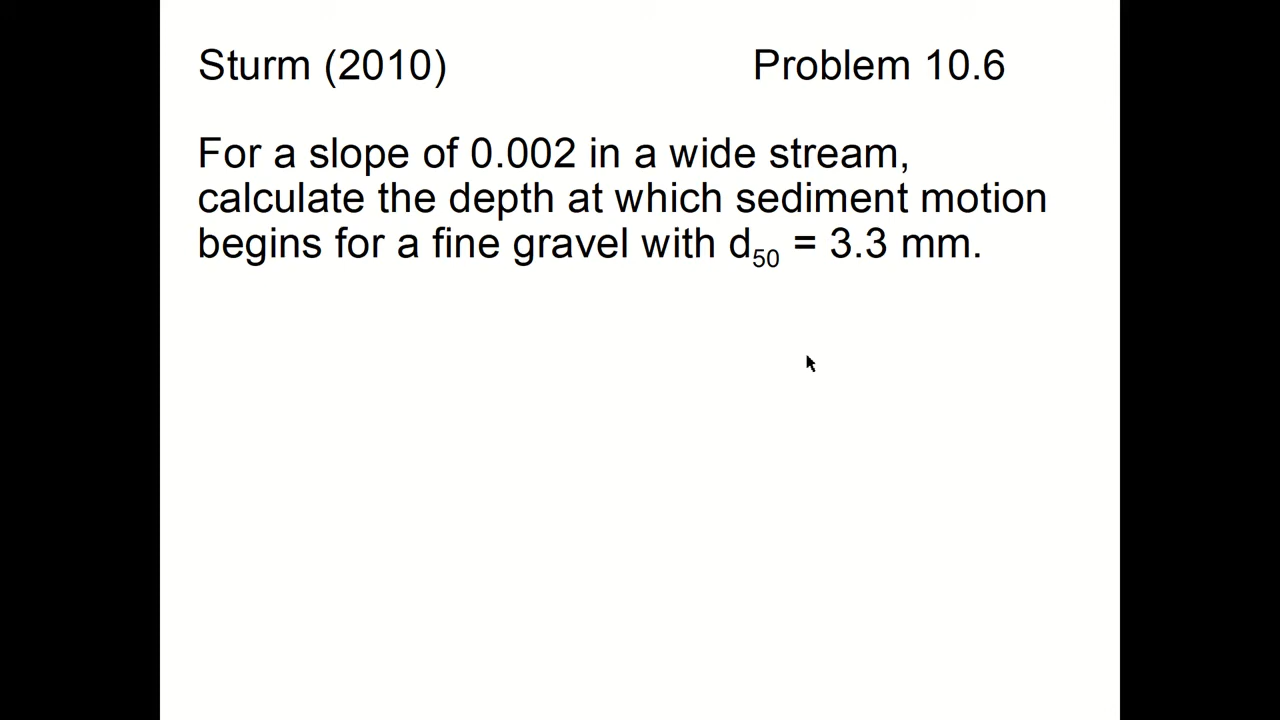 Sturm (2010) Problem 10.6
For a slope of 0.002 in a wide stream,
calculate the depth at which sediment motion
begins for a fine gravel with d50 = 3.3 mm.